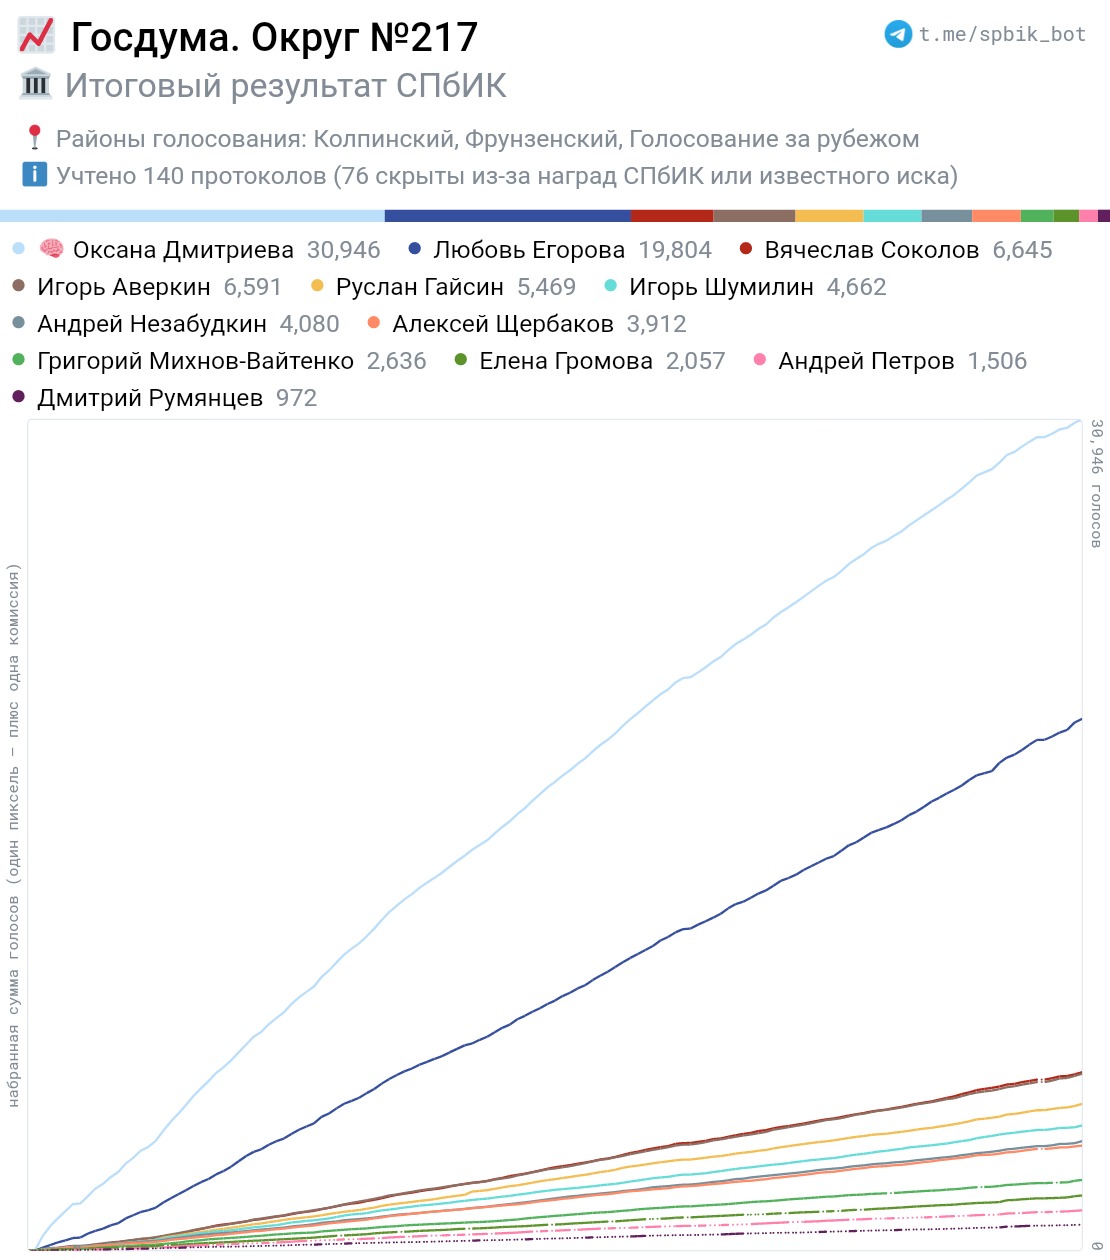 Госдума. Округ №217
t.me/spbik_bot
Итоговый результат СПбИК
Районы голосования: Колпинский, Фрунзенский, Голосование за рубежом
Учтено 140 протоколов (76 скрыты из-за наград СПбИК или известного иска)
Оксана Дмитриева 30,946 Любовь Егорова 19,804 Вячеслав Соколов 6,645
Игорь Аверкин 6,591 Руслан Гайсин 5,469 Игорь Шумилин 4,662
Андрей Незабудкин 4,080 Алексей Щербаков 3,912
Григорий Михнов-Вайтенко 2,636 Елена Громова 2,057 Андрей Петров 1,506
Дмитрий Румянцев 972
30,946 голосов
набранная сумма голосов (один пиксель — плюс одна комиссия)
0